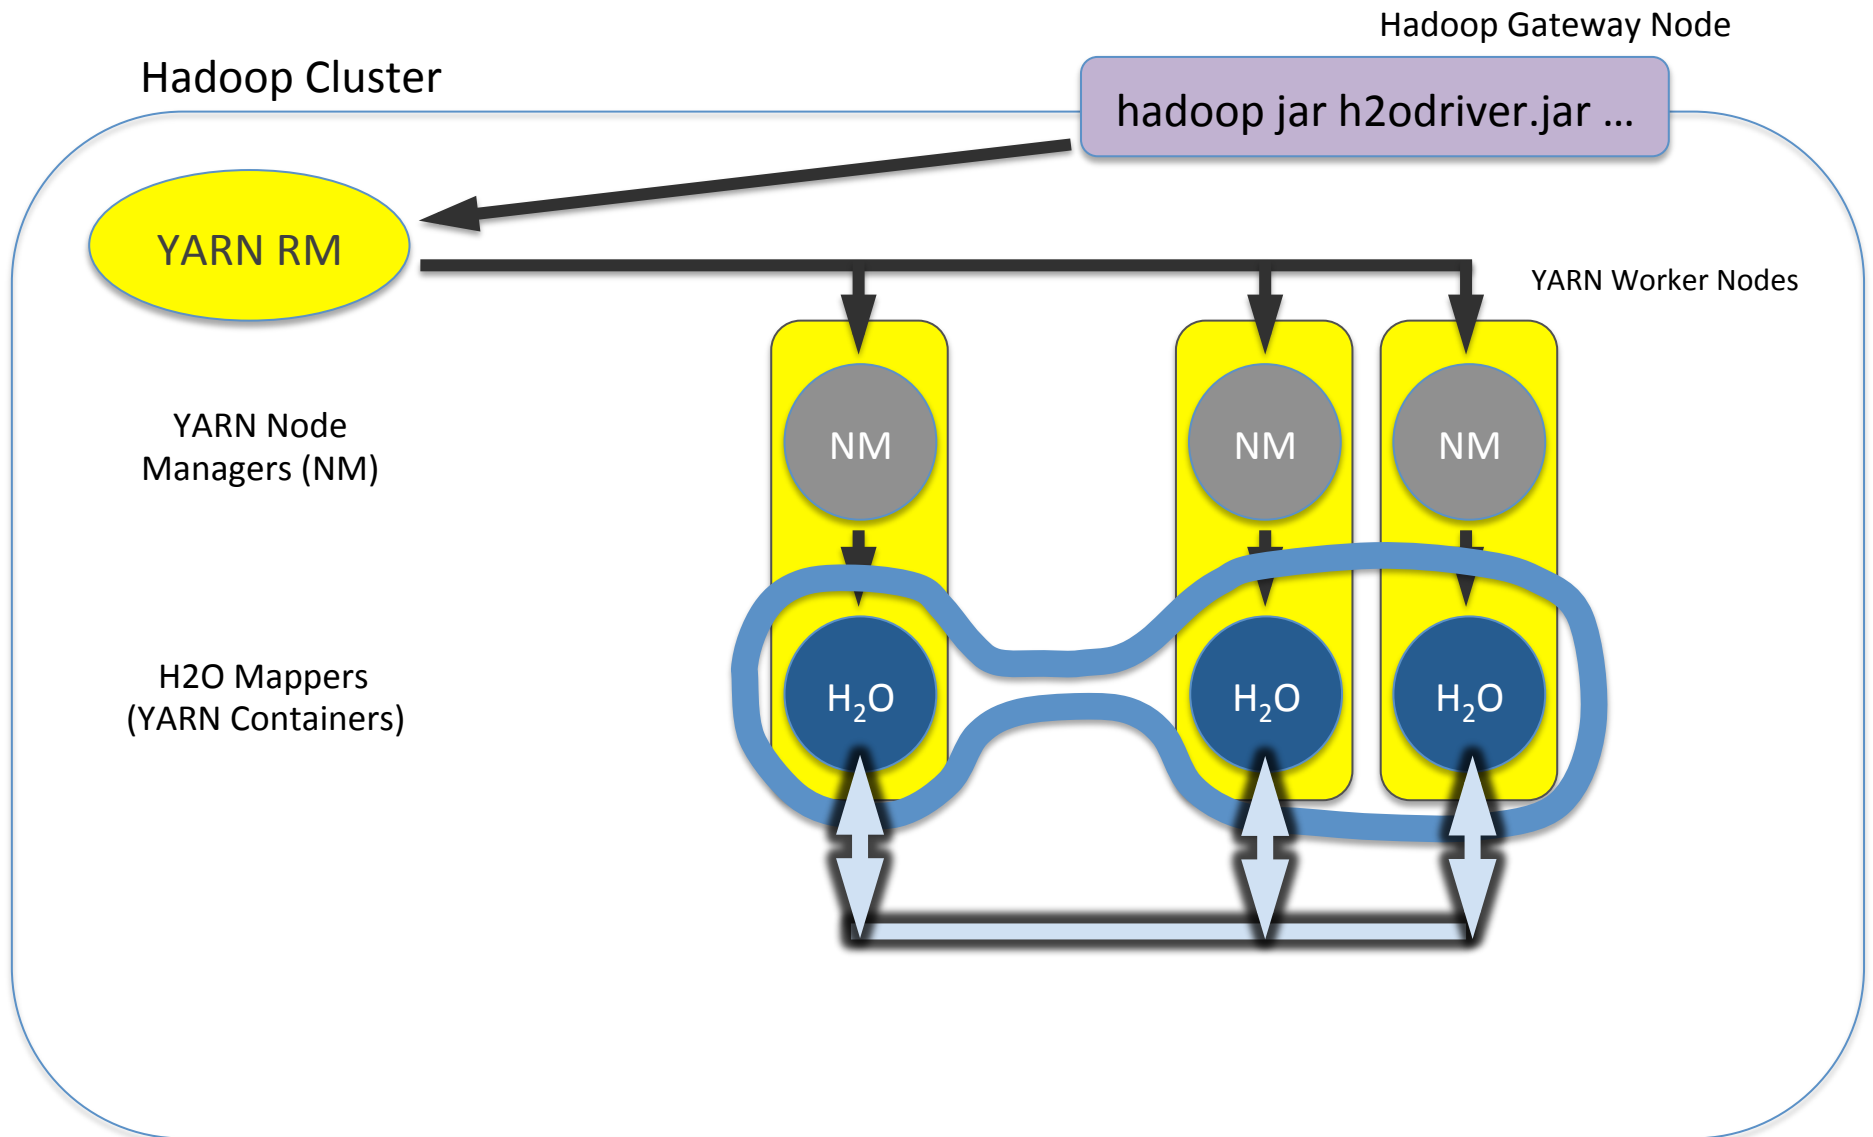 Hadoop Gateway Node
Hadoop Cluster
hadoop jar h2odriver.jar ...
YARN RM
YARN Worker Nodes
YARN Node
Managers (NM)
NM
NM
NM
H2O Mappers
(YARN Containers)
H₂O
H₂O
H₂O